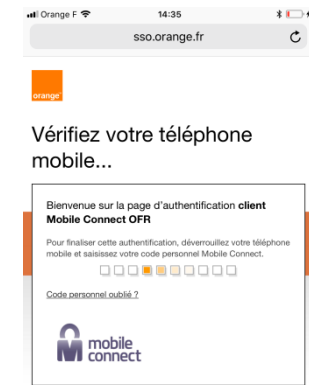 Orange F 14:35
sso.orange.fr
orange
Vérifiez votre téléphone
mobile...
Bienvenue sur la page d'authentification client
Mobile Connect OFR
Pour finaliser cette authentification, déverrouillez votre téléphone
mobile et saisissez votre code personnel Mobile Connect.
Code personnel oublié ?
mobile
connect